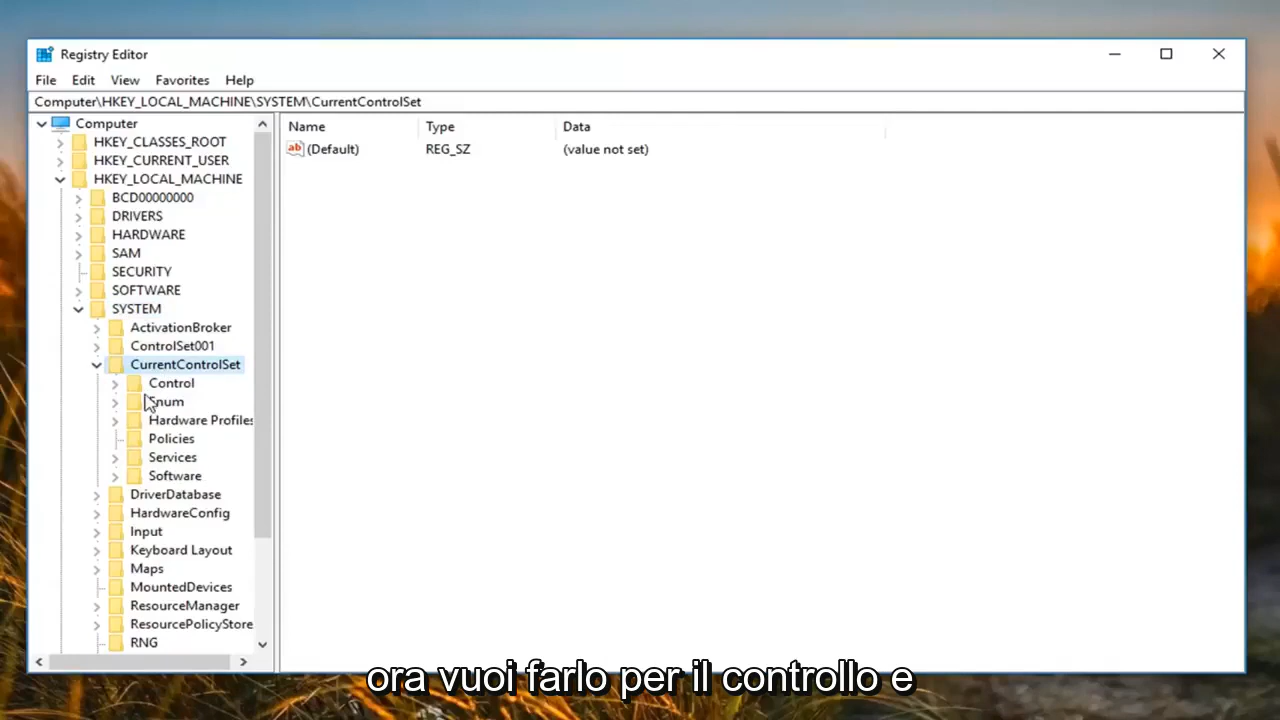 Registry Editor
File Edit View Favorites Help
Computer\HKEY_LOCAL_MACHINE\SYSTEM\CurrentControlSet
Computer
HKEY_CLASSES_ROOT
HKEY_CURRENT_USER
HKEY_LOCAL_MACHINE
BCD00000000
DRIVERS
HARDWARE
SAM
SECURITY
SOFTWARE
SYSTEM
ActivationBroker
ControlSet001
CurrentControlSet
Control
Enum
Hardware Profiles
Policies
Services
Software
DriverDatabase
HardwareConfig
Input
Keyboard Layout
Maps
MountedDevices
ResourceManager
ResourcePolicyStore
RNG
Name Type Data
ab (Default) REG_SZ (value not set)
ora vuoi farlo per il controllo e